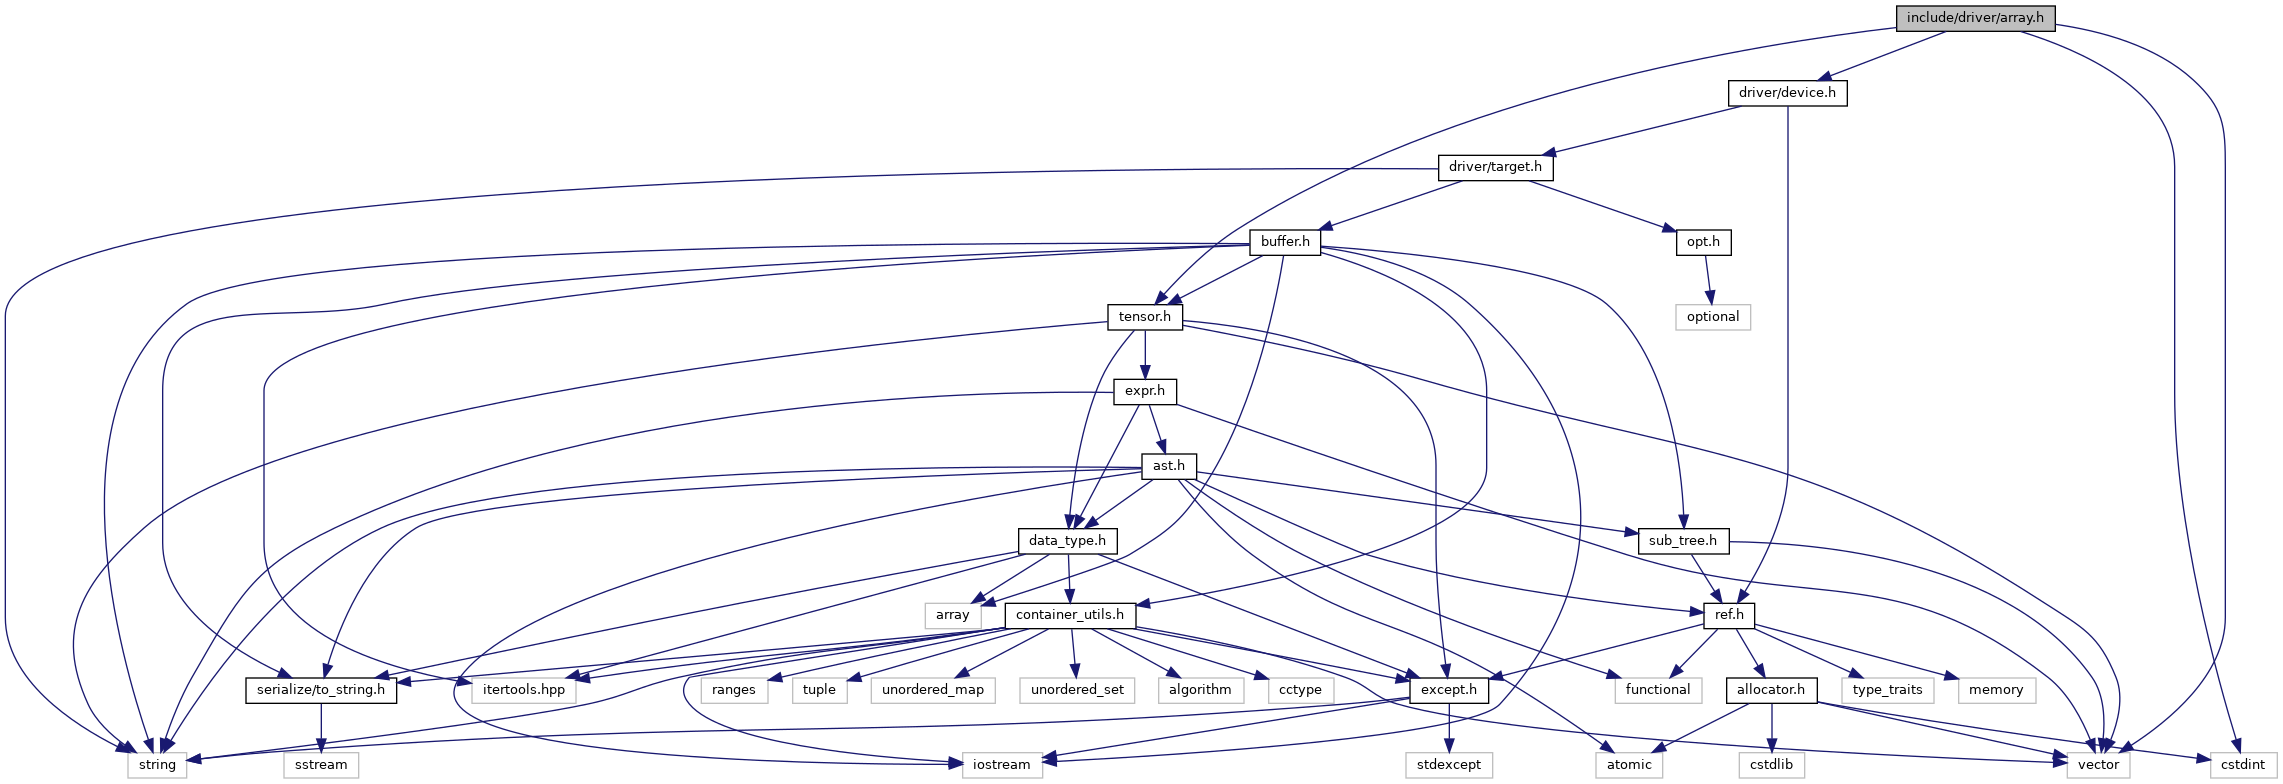 include/driver/array.h
driver/device.h
driver/target.h
buffer.h
opt.h
tensor.h
optional
expr.h
ast.h
data_type.h
sub_tree.h
array
container_utils.h
ref.h
serialize/to_string.h
itertools.hpp
ranges
tuple
unordered_map
unordered_set
algorithm
cctype
except.h
functional
allocator.h
type_traits
memory
string
sstream
iostream
stdexcept
atomic
cstdlib
vector
cstdint